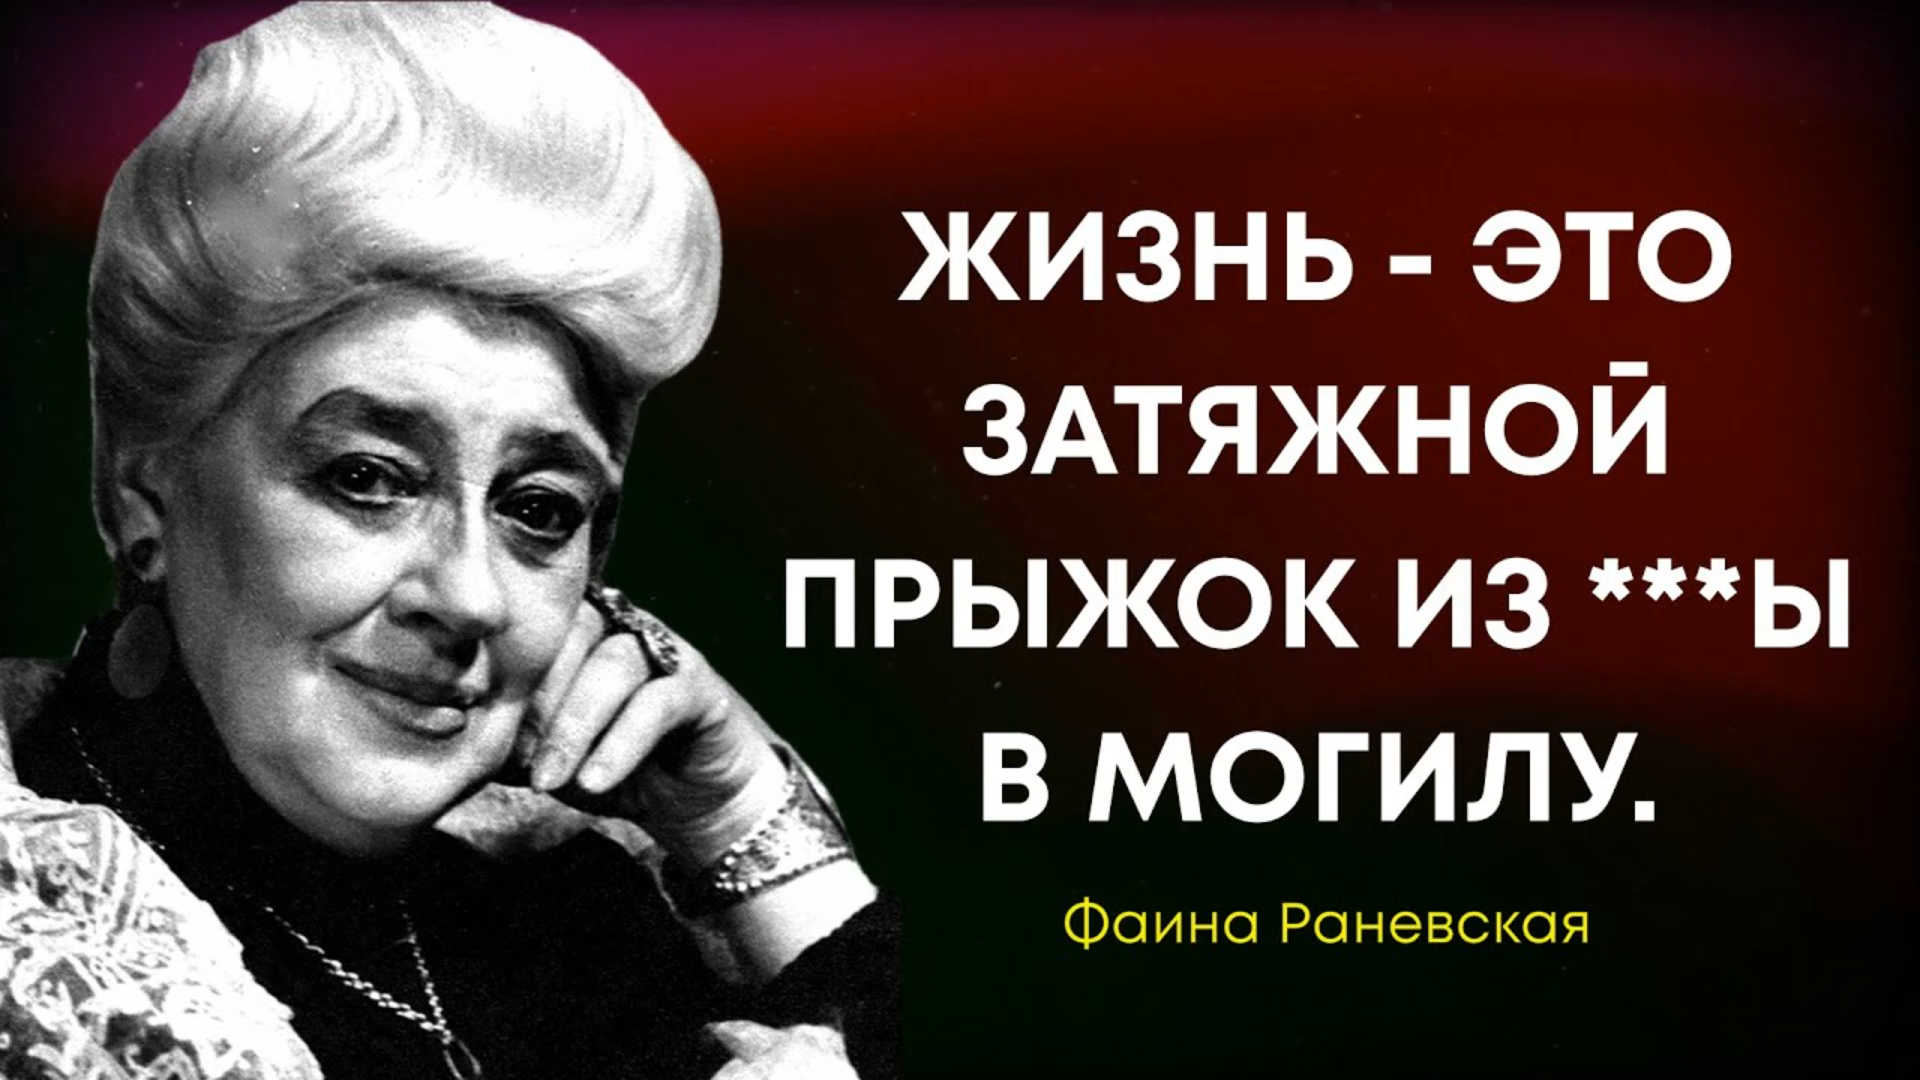 ЖИЗНЬ - ЭТО
ЗАТЯЖНОЙ
ПРЫЖОК ИЗ ***Ы
В МОГИЛУ.
Фаина Раневская